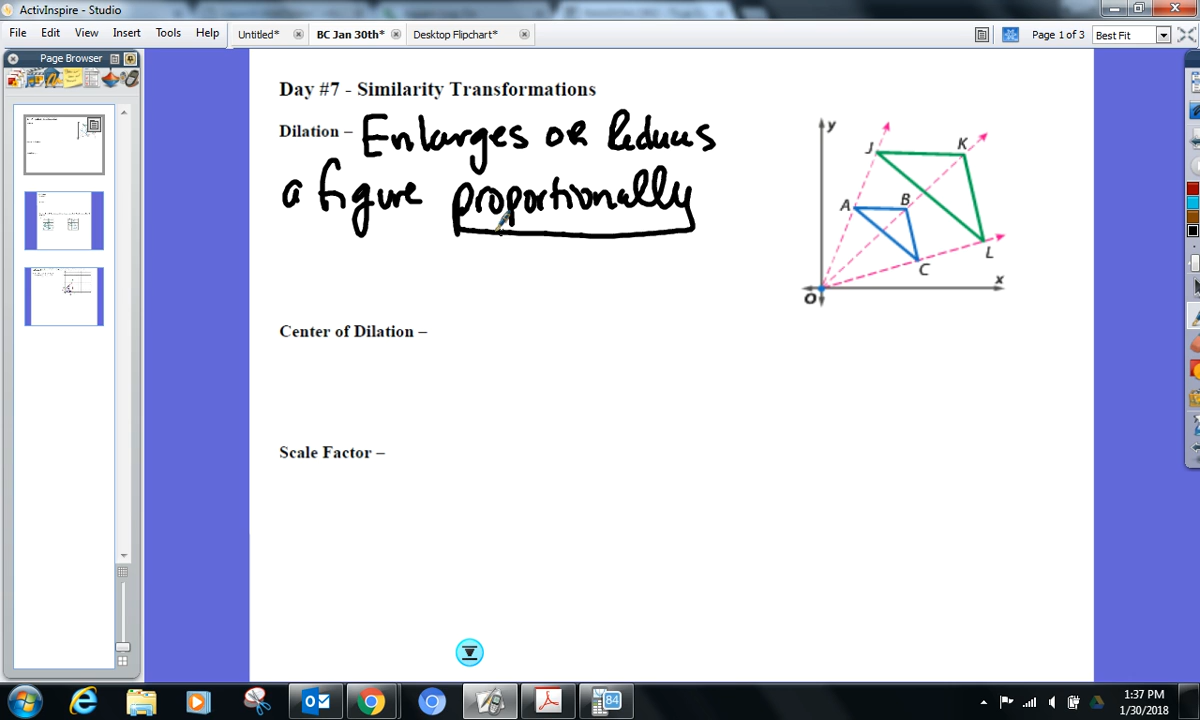 ActivInspire - Studio
File Edit View Insert Tools Help
Untitled*
BC Jan 30th*
Desktop Flipchart*
Page 1 of 3
Best Fit
Page Browser
Day #7 - Similarity Transformations
Dilation – Enlarges or Reduces
a figure proportionally
y
J
K
A
B
C
L
O
x
Center of Dilation –
Scale Factor –
84
1:37 PM
1/30/2018